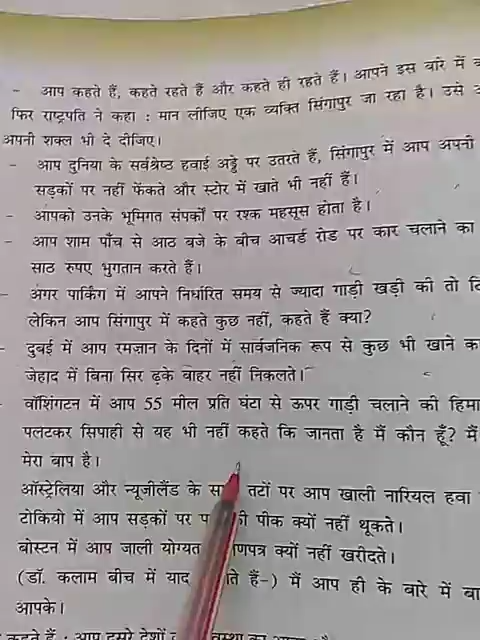 - आप कहते हैं, कहते रहते हैं और कहते ही रहते हैं। आपने इस बारे में
फिर राष्ट्रपति ने कहा : मान लीजिए एक व्यक्ति सिंगापुर जा रहा है। उसे
अपनी शक्ल भी दे दीजिए।
- आप दुनिया के सर्वश्रेष्ठ हवाई अड्डे पर उतरते हैं, सिंगापुर में आप अपनी
सड़कों पर नहीं फेंकते और स्टोर में खाते भी नहीं हैं।
- आपको उनके भूमिगत संपर्कों पर रश्क महसूस होता है।
- आप शाम पाँच से आठ बजे के बीच आचर्ड रोड पर कार चलाने का
साठ रुपए भुगतान करते हैं।
- अगर पार्किंग में आपने निर्धारित समय से ज्यादा गाड़ी खड़ी की तो
लेकिन आप सिंगापुर में कहते कुछ नहीं, कहते हैं क्या?
- दुबई में आप रमज़ान के दिनों में सार्वजनिक रूप से कुछ भी खाने
जेहाद में बिना सिर ढ़के बाहर नहीं निकलते।
- वॉशिंगटन में आप 55 मील प्रति घंटा से ऊपर गाड़ी चलाने की
पलटकर सिपाही से यह भी नहीं कहते कि जानता है मैं कौन हूँ? मैं
मेरा बाप है।
ऑस्ट्रेलिया और न्यूजीलैंड के तटों पर आप खाली नारियल हवा
टोकियो में आप सड़कों पर पीक क्यों नहीं थूकते।
बोस्टन में आप जाली योग्यता क्यों नहीं खरीदते।
(डॉ. कलाम बीच में याद हैं-) मैं आप ही के बारे में
आपके।
कहते हैं : आप दूसरे देशों